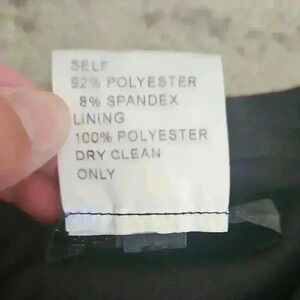 SELF
92% POLYESTER
8% SPANDEX
LINING
100% POLYESTER
DRY CLEAN
ONLY